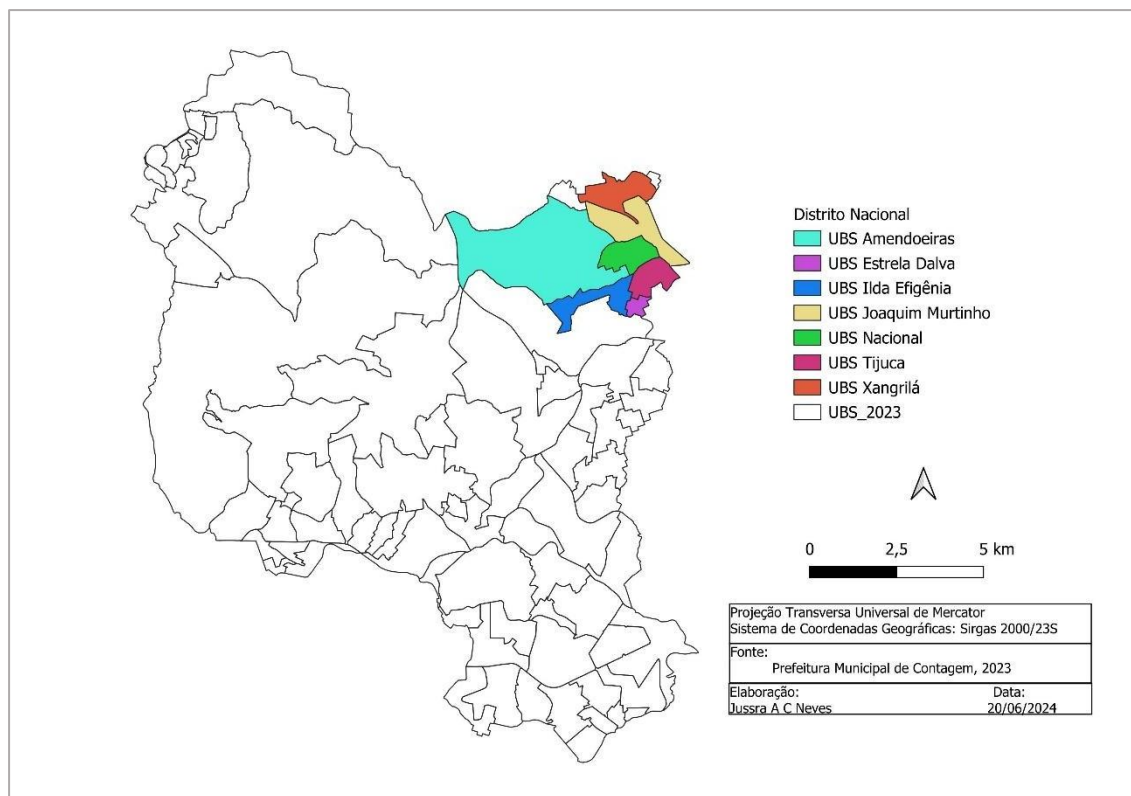 Distrito Nacional
UBS Amendoeiras
UBS Estrela Dalva
UBS Ilda Efigênia
UBS Joaquim Murtinho
UBS Nacional
UBS Tijuca
UBS Xangrilá
UBS_2023
0 2,5 5 km
Projeção Transversa Universal de Mercator
Sistema de Coordenadas Geográficas: Sirgas 2000/23S
Fonte:
Prefeitura Municipal de Contagem, 2023
Elaboração: Data:
Jussra A C Neves 20/06/2024